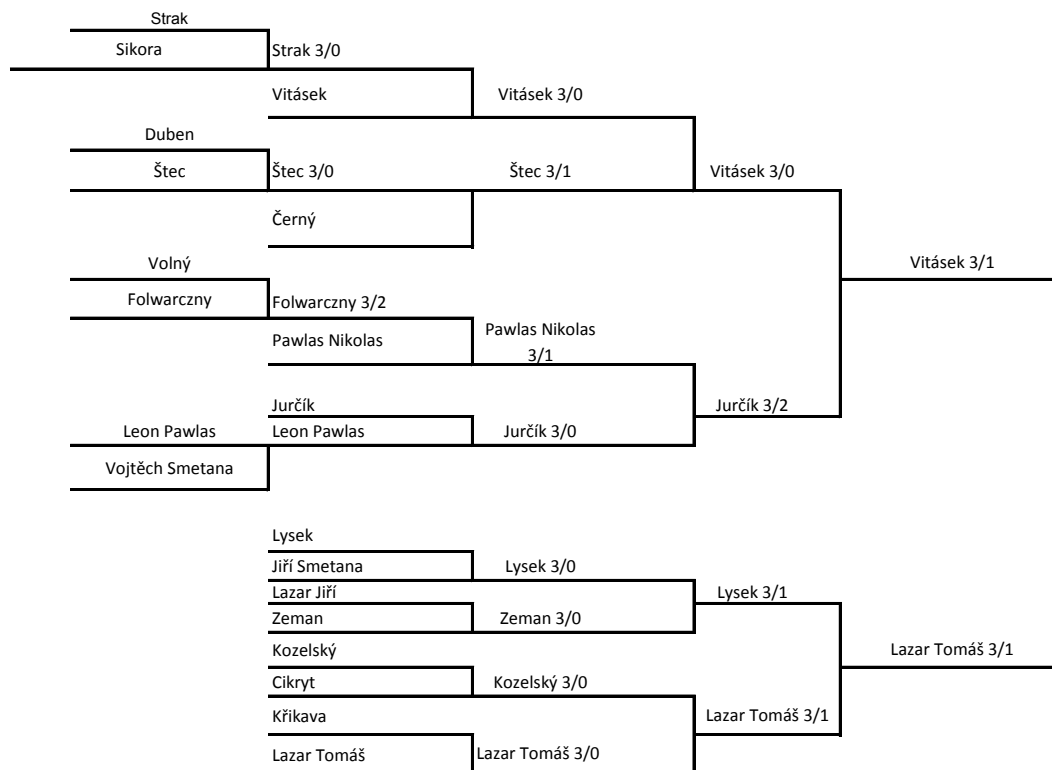 Strak
Sikora Strak 3/0
Vitásek Vitásek 3/0
Duben
Štec Štec 3/0 Štec 3/1 Vitásek 3/0
Černý
Volný Vitásek 3/1
Folwarczny Folwarczny 3/2
Pawlas Nikolas Pawlas Nikolas
3/1
Jurčík Jurčík 3/2
Leon Pawlas Leon Pawlas Jurčík 3/0
Vojtěch Smetana
Lysek
Jiří Smetana Lysek 3/0
Lazar Jiří Lysek 3/1
Zeman Zeman 3/0
Kozelský Lazar Tomáš 3/1
Cikryt Kozelský 3/0
Křikava Lazar Tomáš 3/1
Lazar Tomáš Lazar Tomáš 3/0